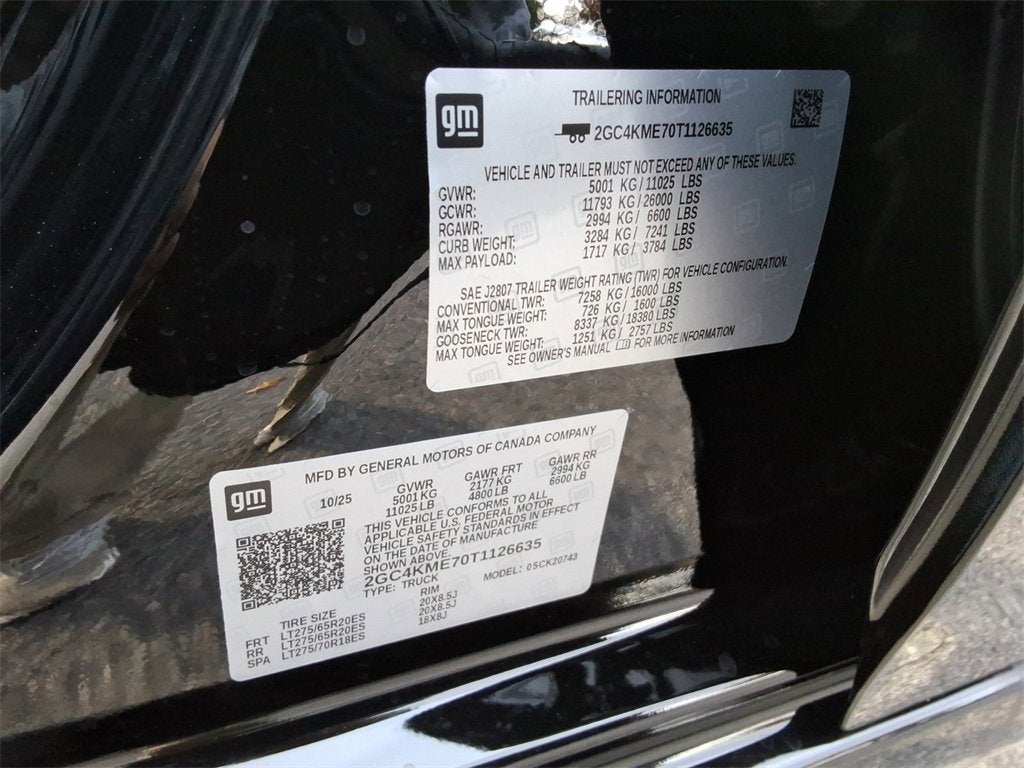 gm
TRAILERING INFORMATION
2GC4KME70T1126635
VEHICLE AND TRAILER MUST NOT EXCEED ANY OF THESE VALUES.
GVWR: 5001 KG / 11025 LBS
GCWR: 11793 KG / 26000 LBS
RGAWR: 2994 KG / 6600 LBS
CURB WEIGHT: 3284 KG / 7241 LBS
MAX PAYLOAD: 1717 KG / 3784 LBS
SAE J2807 TRAILER WEIGHT RATING (TWR) FOR VEHICLE CONFIGURATION.
CONVENTIONAL TWR: 7258 KG / 16000 LBS
MAX TONGUE WEIGHT: 726 KG / 1600 LBS
GOOSENECK TWR: 8337 KG / 18380 LBS
MAX TONGUE WEIGHT: 1251 KG / 2757 LBS
SEE OWNER'S MANUAL FOR MORE INFORMATION
gm
MFD BY GENERAL MOTORS OF CANADA COMPANY
10/25 GVWR GAWR FRT GAWR RR
5001 KG 2177 KG 2994 KG
11025 LB 4800 LB 6600 LB
THIS VEHICLE CONFORMS TO ALL
APPLICABLE U.S. FEDERAL MOTOR
VEHICLE SAFETY STANDARDS IN EFFECT
ON THE DATE OF MANUFACTURE
SHOWN ABOVE.
2GC4KME70T1126635
TYPE: TRUCK MODEL: 0SCK20743
TIRE SIZE RIM
FRT LT275/65R20ES 20X8.5J
RR LT275/65R20ES 20X8.5J
SPA LT275/70R18ES 18X8J